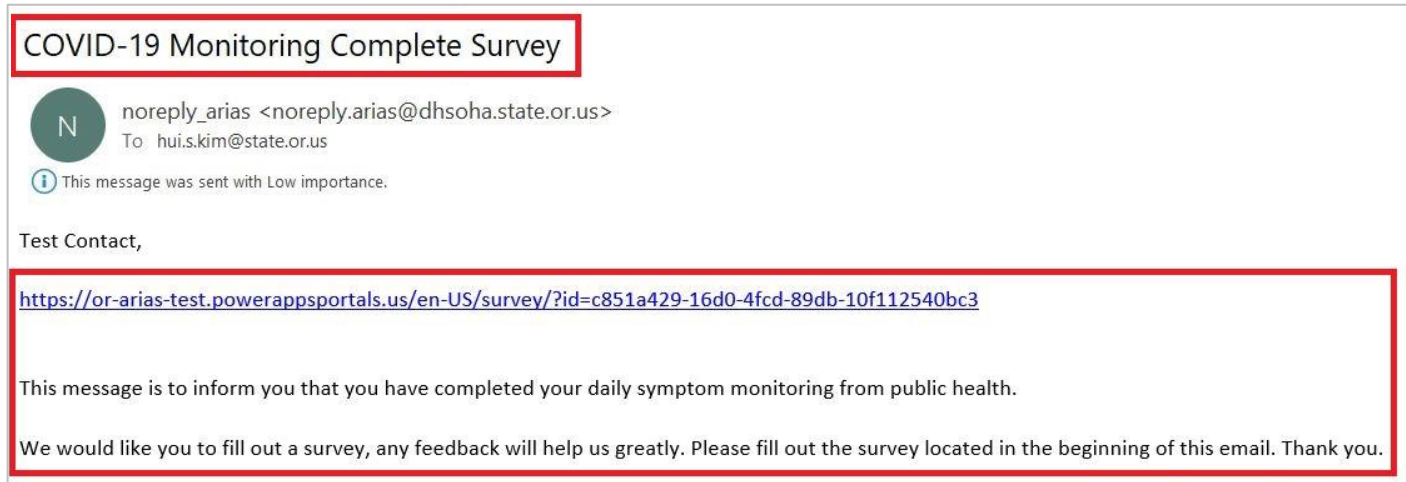 COVID-19 Monitoring Complete Survey
N
noreply_arias <noreply.arias@dhsoha.state.or.us>
To hui.s.kim@state.or.us
i This message was sent with Low importance.
Test Contact,
https://or-arias-test.powerappsportals.us/en-US/survey/?id=c851a429-16d0-4fcd-89db-10f112540bc3
This message is to inform you that you have completed your daily symptom monitoring from public health.
We would like you to fill out a survey, any feedback will help us greatly. Please fill out the survey located in the beginning of this email. Thank you.